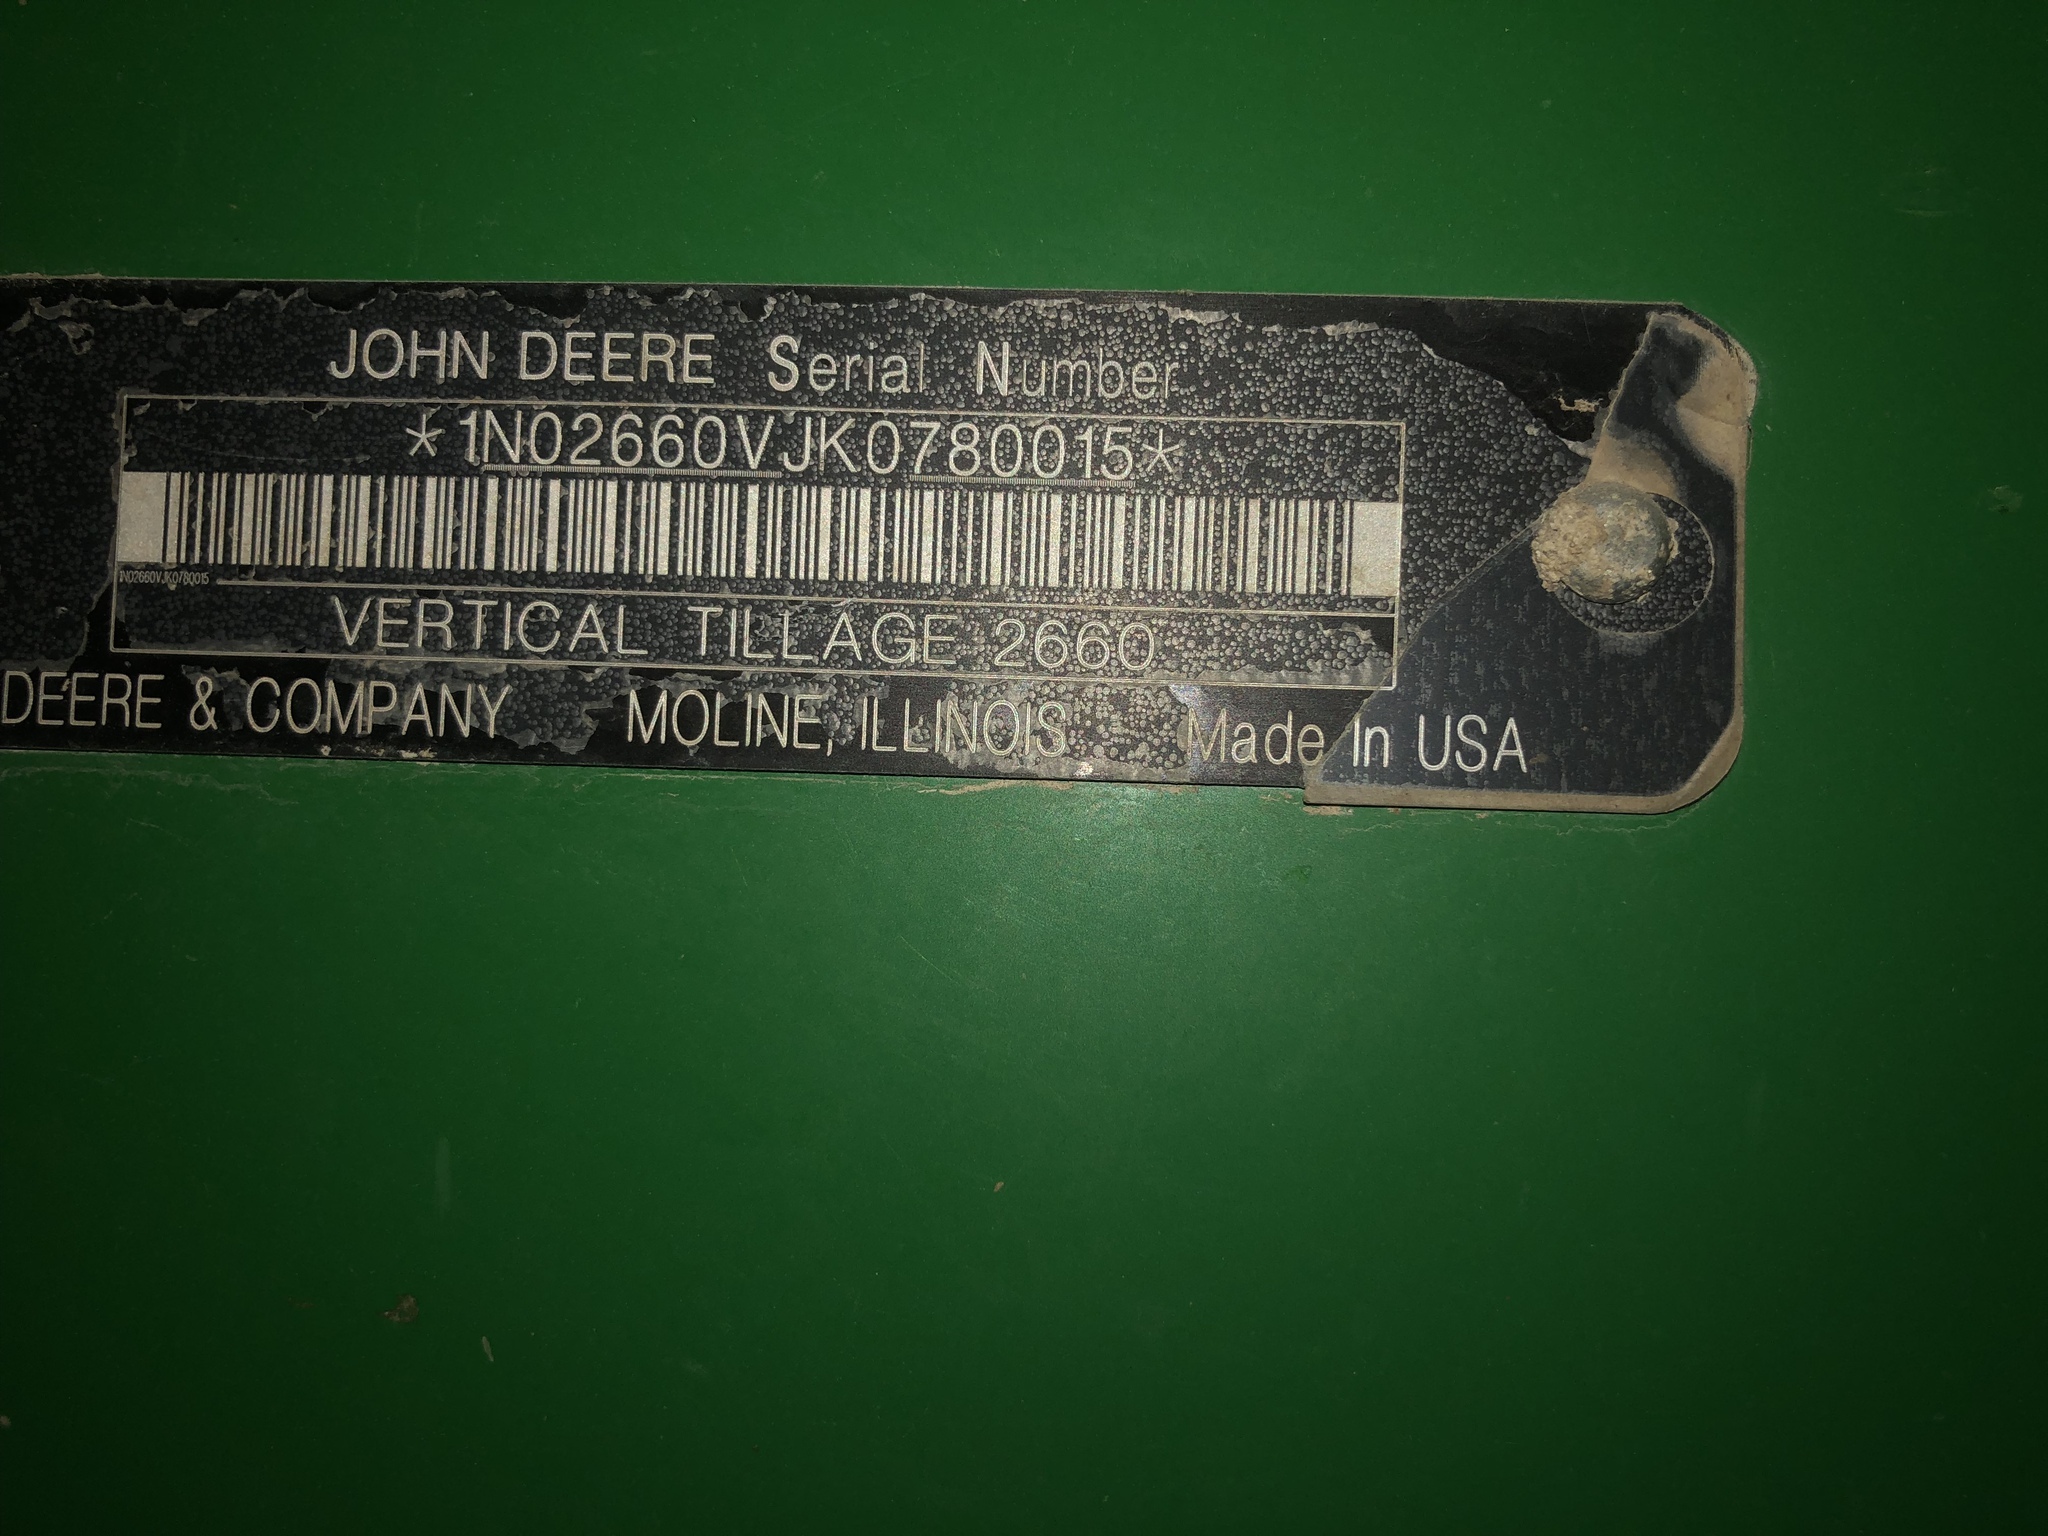 JOHN DEERE Serial Number
*1N02660VJK0780015*
1N02660VJK0780015
VERTICAL TILLAGE 2660
DEERE & COMPANY MOLINE, ILLINOIS Made In USA